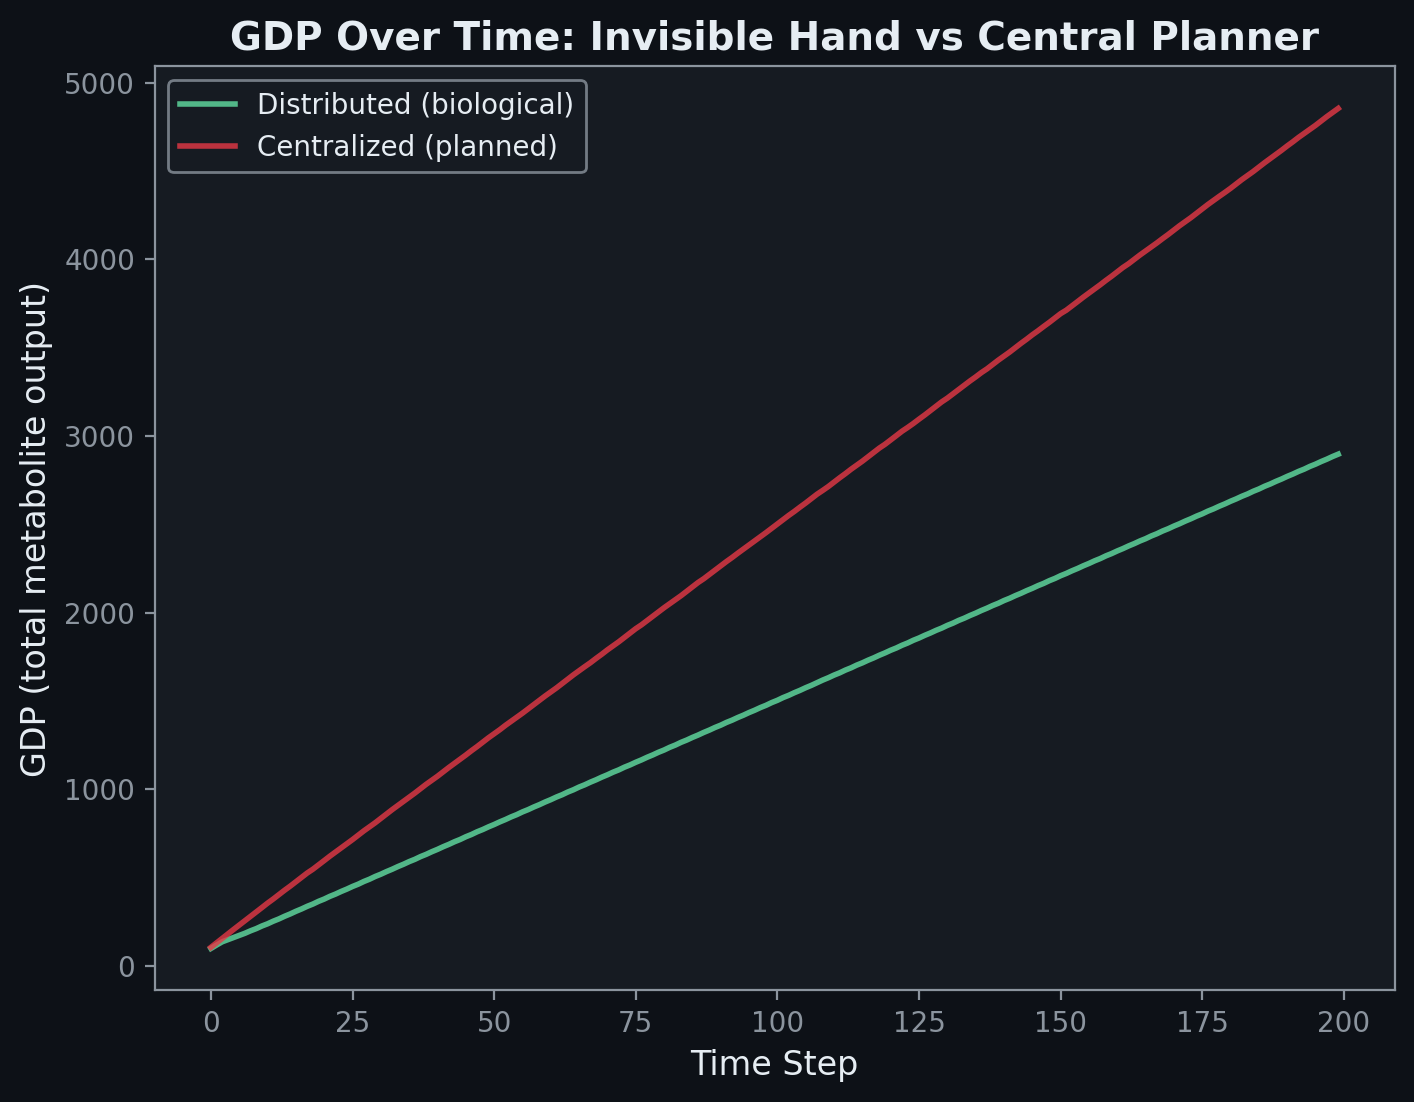 GDP Over Time: Invisible Hand vs Central Planner
Distributed (biological)
Centralized (planned)
GDP (total metabolite output)
5000
4000
3000
2000
1000
0
0 25 50 75 100 125 150 175 200
Time Step